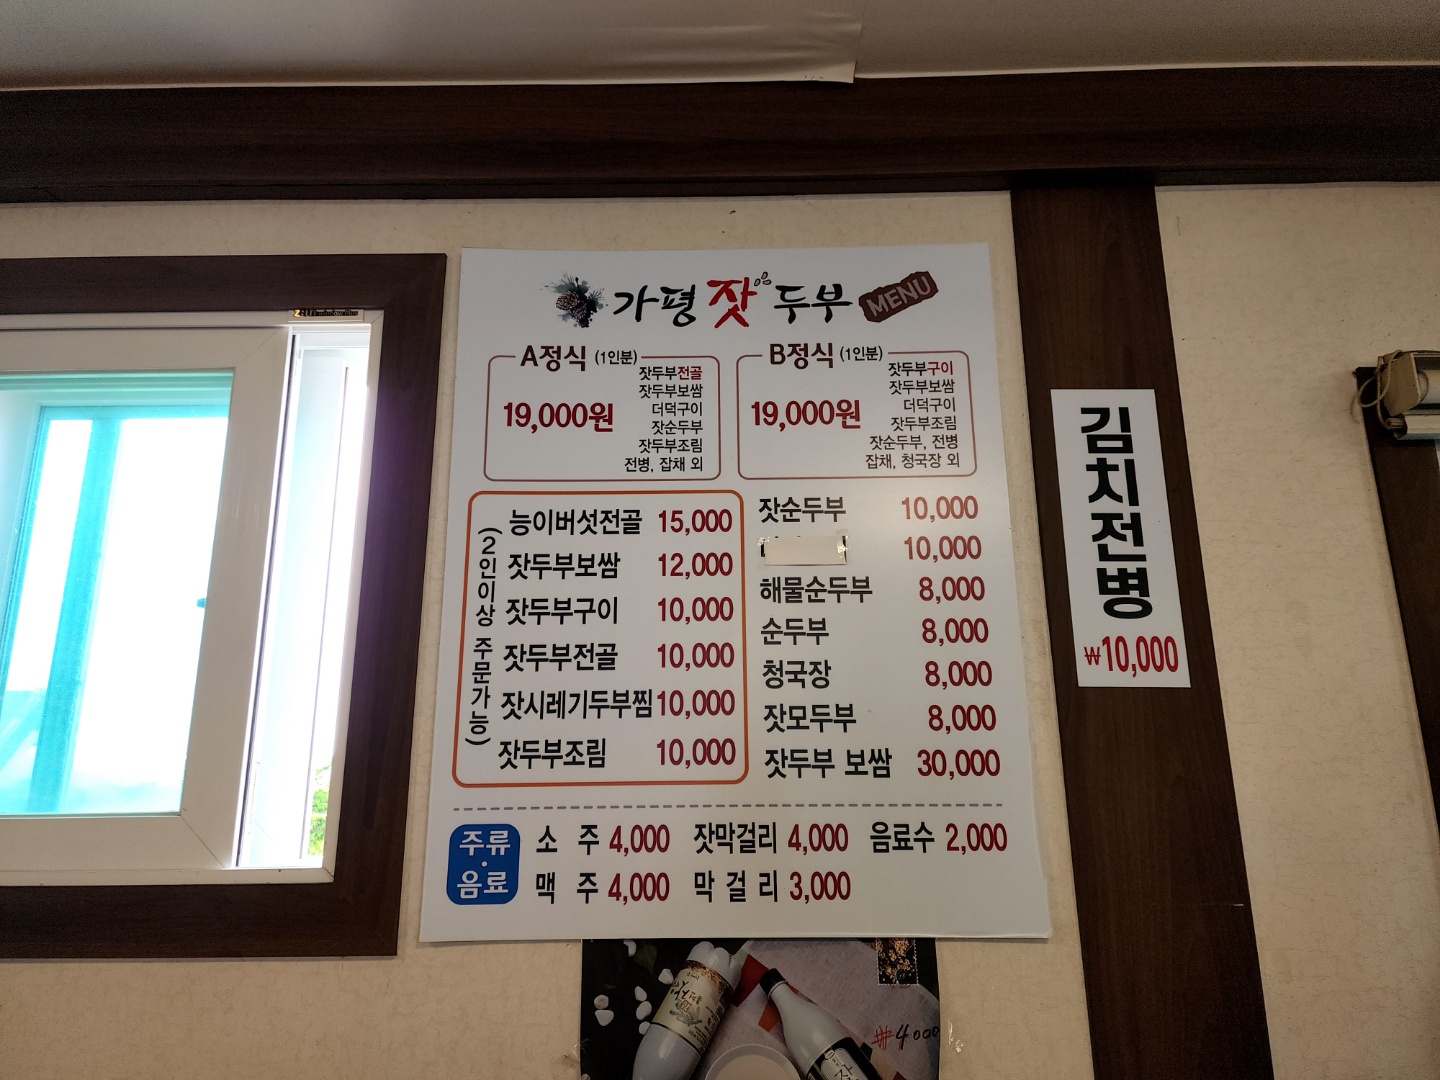 가평 잣 두부 MENU
A정식 (1인분)
19,000원
잣두부전골
잣두부보쌈
더덕구이
잣순두부
잣두부조림
전병, 잡채 외
B정식 (1인분)
19,000원
잣두부구이
잣두부보쌈
더덕구이
잣두부조림
잣순두부, 전병
잡채, 청국장 외
(2인이상 주문가능)
능이버섯전골 15,000
잣두부보쌈 12,000
잣두부구이 10,000
잣두부전골 10,000
잣시레기두부찜 10,000
잣두부조림 10,000
잣순두부 10,000
10,000
해물순두부 8,000
순두부 8,000
청국장 8,000
잣모두부 8,000
잣두부 보쌈 30,000
주류·음료
소 주 4,000 잣막걸리 4,000 음료수 2,000
맥 주 4,000 막 걸 리 3,000
김치전병
₩10,000
₩4000